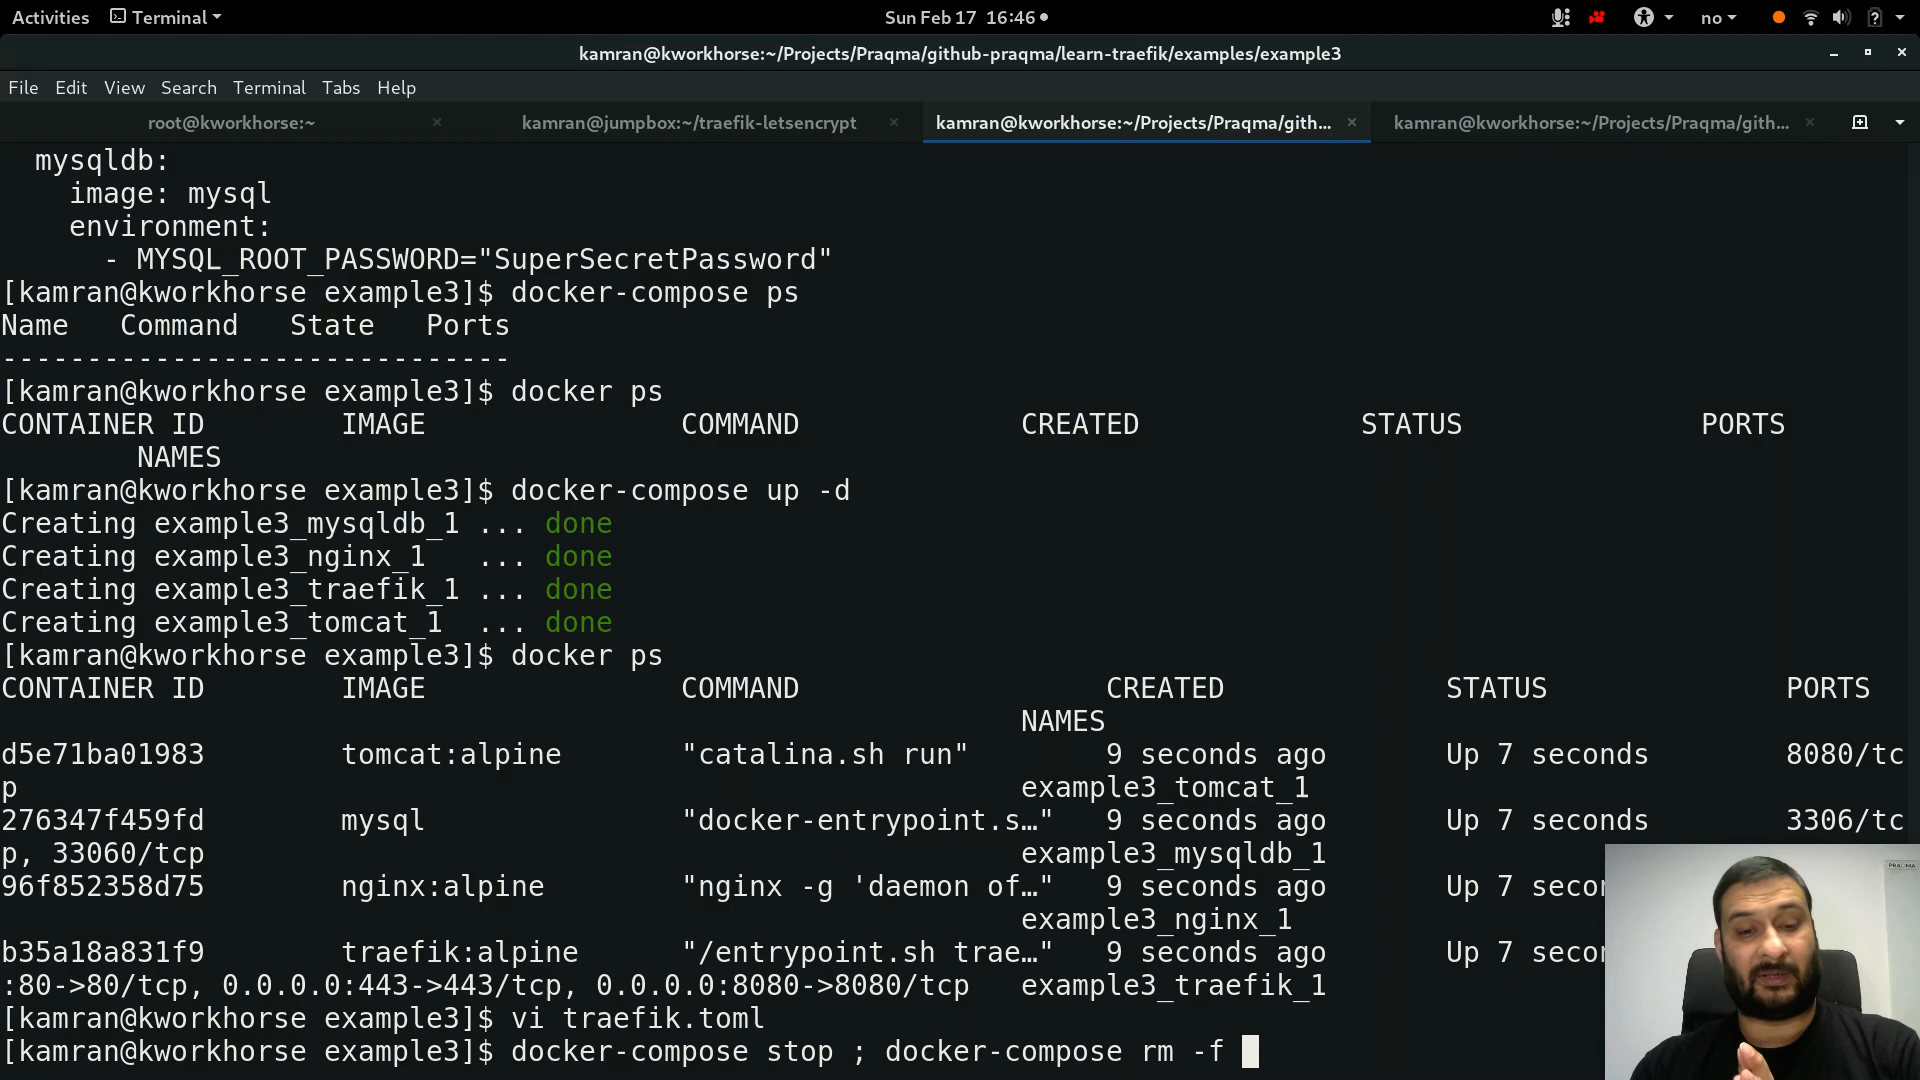 Activities Terminal Sun Feb 17 16:46 no
kamran@kworkhorse:~/Projects/Praqma/github-praqma/learn-traefik/examples/example3
File Edit View Search Terminal Tabs Help
root@kworkhorse:~ × kamran@jumpbox:~/traefik-letsencrypt × kamran@kworkhorse:~/Projects/Praqma/gith... × kamran@kworkhorse:~/Projects/Praqma/gith... ×
mysqldb:
image: mysql
environment:
- MYSQL_ROOT_PASSWORD="SuperSecretPassword"
[kamran@kworkhorse example3]$ docker-compose ps
Name Command State Ports
------------------------------
[kamran@kworkhorse example3]$ docker ps
CONTAINER ID IMAGE COMMAND CREATED STATUS PORTS
NAMES
[kamran@kworkhorse example3]$ docker-compose up -d
Creating example3_mysqldb_1 ... done
Creating example3_nginx_1 ... done
Creating example3_traefik_1 ... done
Creating example3_tomcat_1 ... done
[kamran@kworkhorse example3]$ docker ps
CONTAINER ID IMAGE COMMAND CREATED STATUS PORTS
NAMES
d5e71ba01983 tomcat:alpine "catalina.sh run" 9 seconds ago Up 7 seconds 8080/tc
p example3_tomcat_1
276347f459fd mysql "docker-entrypoint.s…" 9 seconds ago Up 7 seconds 3306/tc
p, 33060/tcp example3_mysqldb_1
96f852358d75 nginx:alpine "nginx -g 'daemon of…" 9 seconds ago Up 7 secon
example3_nginx_1
b35a18a831f9 traefik:alpine "/entrypoint.sh trae…" 9 seconds ago Up 7 secon
:80->80/tcp, 0.0.0.0:443->443/tcp, 0.0.0.0:8080->8080/tcp example3_traefik_1
[kamran@kworkhorse example3]$ vi traefik.toml
[kamran@kworkhorse example3]$ docker-compose stop ; docker-compose rm -f
PRAQMA